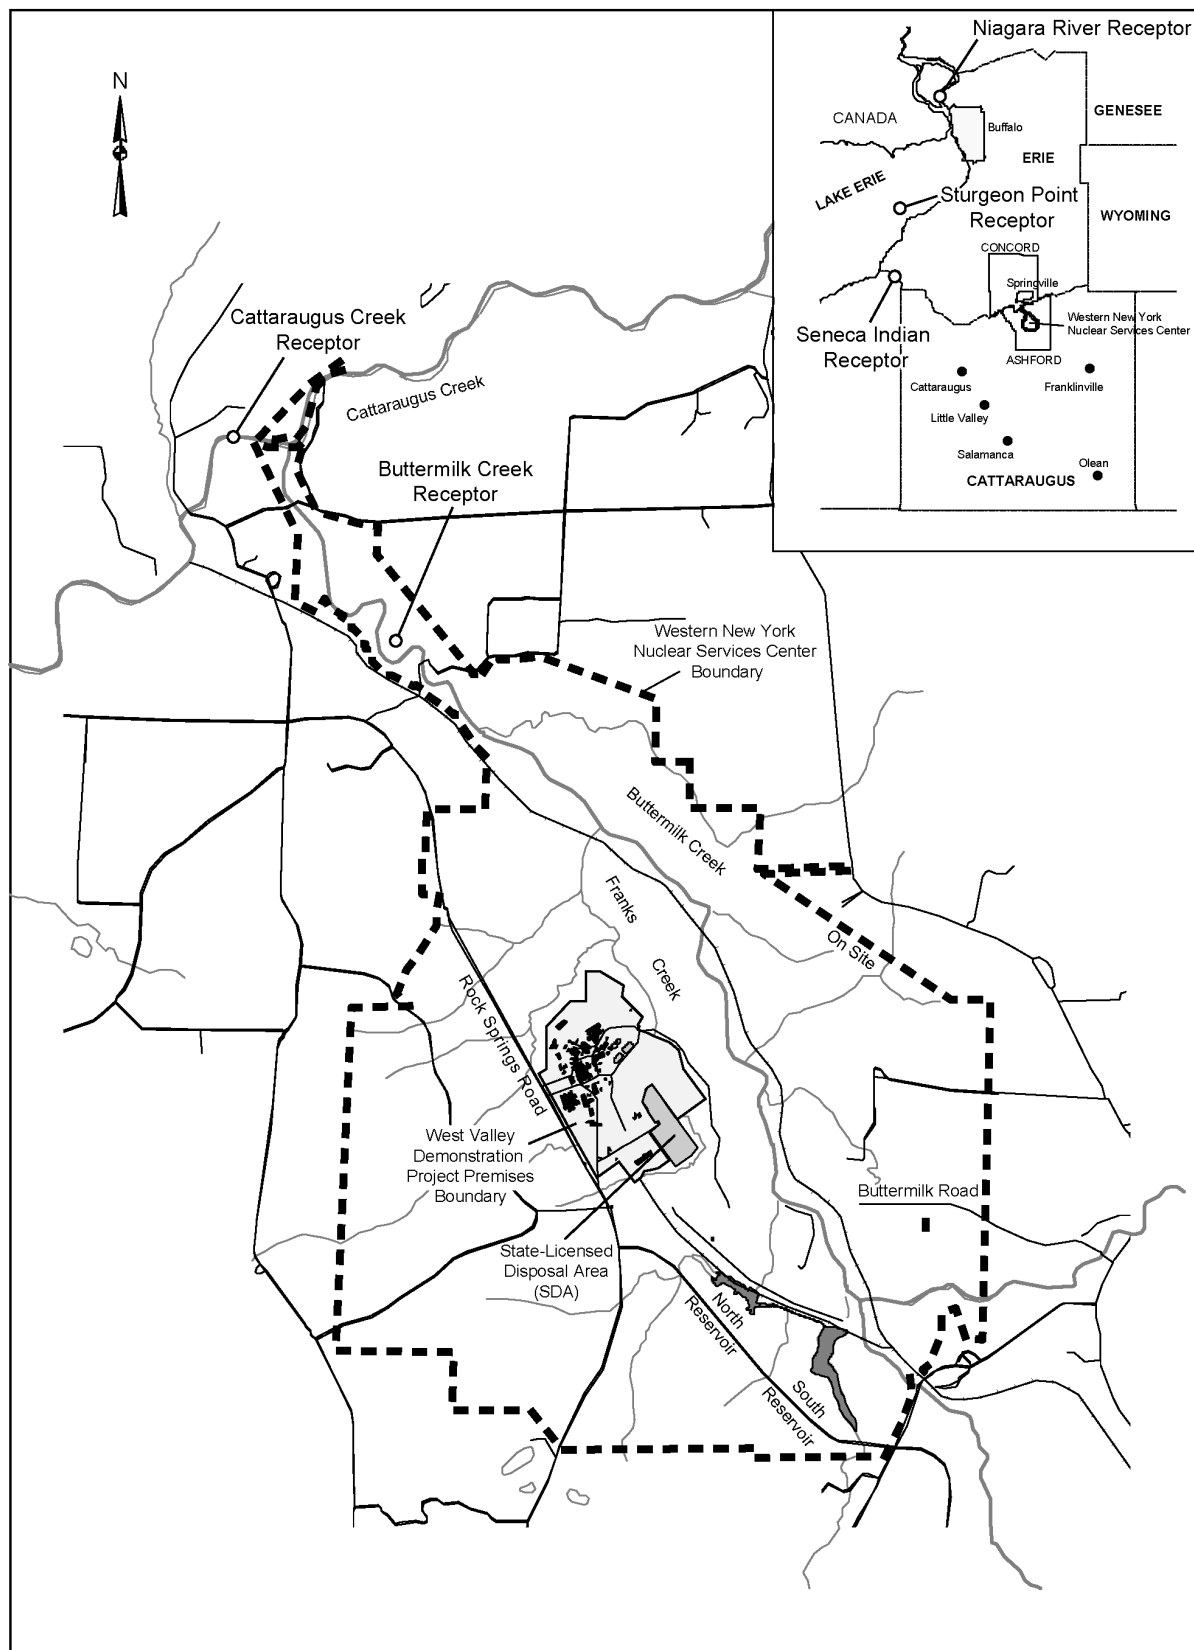 N
Niagara River Receptor
CANADA
GENESEE
Buffalo
ERIE
LAKE ERIE
Sturgeon Point
Receptor
WYOMING
CONCORD
Springville
Western New York
Nuclear Services Center
Seneca Indian
Receptor
ASHFORD
Cattaraugus
Franklinville
Little Valley
Salamanca
Olean
CATTARAUGUS
Cattaraugus Creek
Receptor
Cattaraugus Creek
Buttermilk Creek
Receptor
Western New York
Nuclear Services Center
Boundary
Buttermilk Creek
Franks
Creek
On Site
Rock Springs Road
West Valley
Demonstration
Project Premises
Boundary
Buttermilk Road
State-Licensed
Disposal Area
(SDA)
North
Reservoir
South
Reservoir